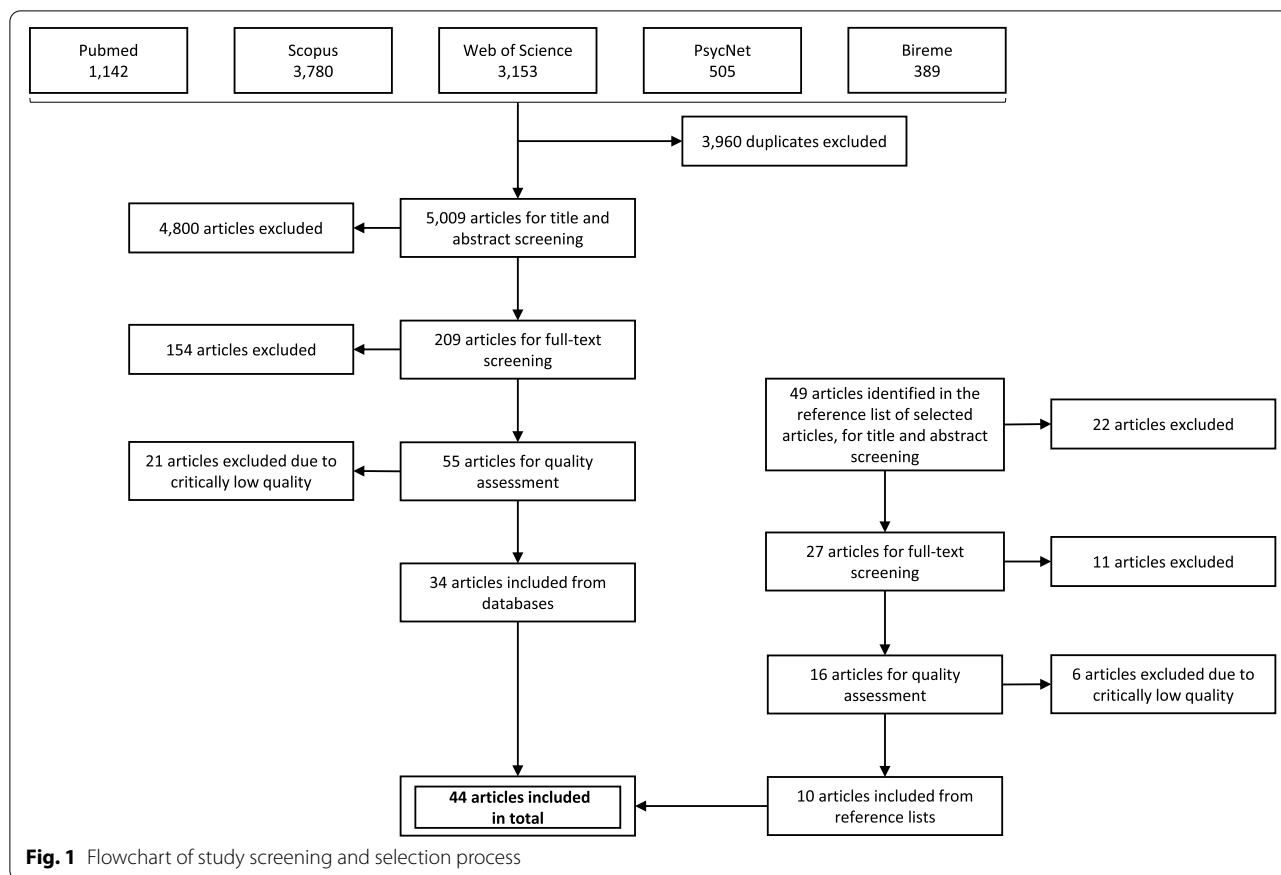 Pubmed
1,142
Scopus
3,780
Web of Science
3,153
PsycNet
505
Bireme
389
3,960 duplicates excluded
5,009 articles for title and
abstract screening
4,800 articles excluded
209 articles for full-text
screening
154 articles excluded
55 articles for quality
assessment
21 articles excluded due to
critically low quality
34 articles included from
databases
49 articles identified in the
reference list of selected
articles, for title and abstract
screening
22 articles excluded
27 articles for full-text
screening
11 articles excluded
16 articles for quality
assessment
6 articles excluded due to
critically low quality
10 articles included from
reference lists
44 articles included
in total
Fig. 1 Flowchart of study screening and selection process